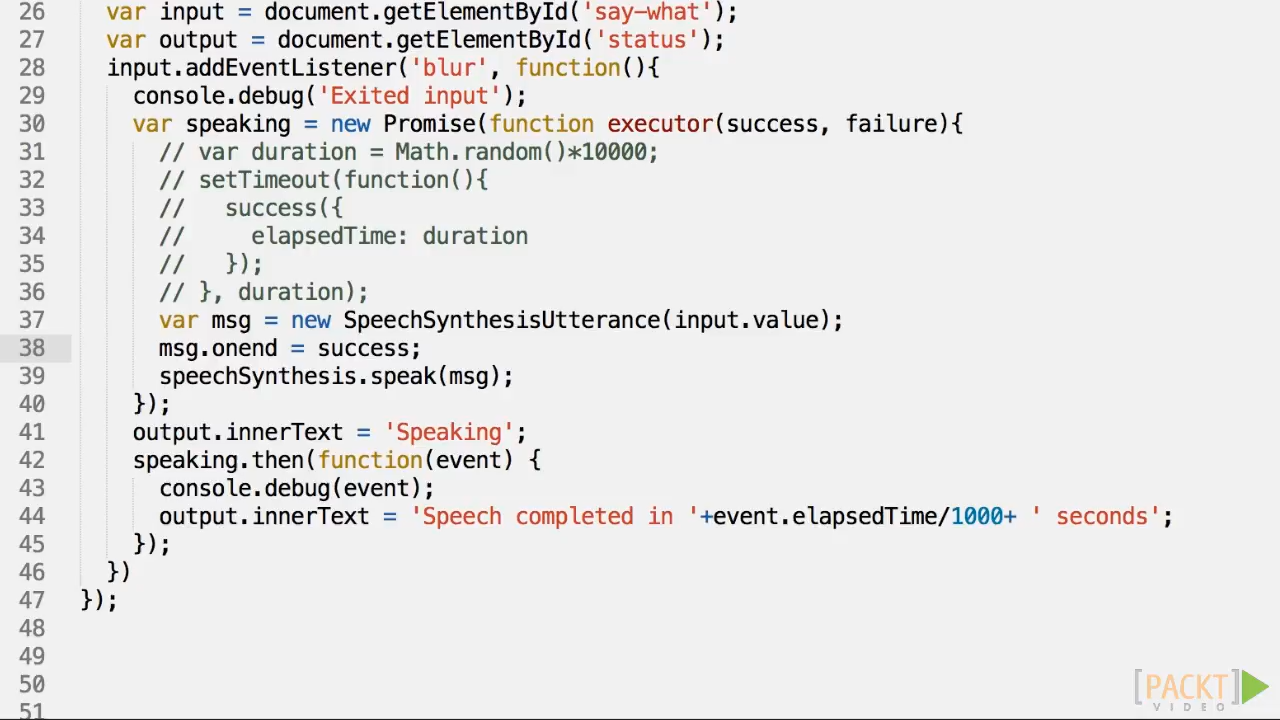 26 var input = document.getElementById('say-what');
27 var output = document.getElementById('status');
28 input.addEventListener('blur', function(){
29 console.debug('Exited input');
30 var speaking = new Promise(function executor(success, failure){
31 // var duration = Math.random()*10000;
32 // setTimeout(function(){
33 // success({
34 // elapsedTime: duration
35 // });
36 // }, duration);
37 var msg = new SpeechSynthesisUtterance(input.value);
38 msg.onend = success;
39 speechSynthesis.speak(msg);
40 });
41 output.innerText = 'Speaking';
42 speaking.then(function(event) {
43 console.debug(event);
44 output.innerText = 'Speech completed in '+event.elapsedTime/1000+ ' seconds';
45 });
46 })
47 });
48
49
50
51
[PACKT]
VIDEO